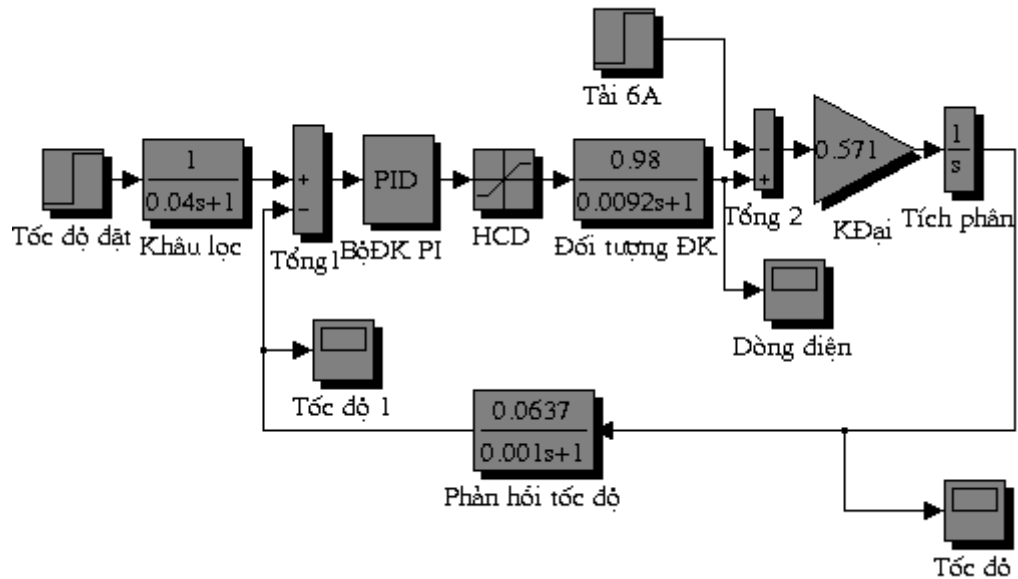 Tải 6A
1
0.04s+1
+
−
PID
0.98
0.0092s+1
−
+
0.571
1
s
Tốc độ đặt
Khâu lọc
Tổng1
BộĐK PI
HCD
Đối tượng ĐK
Tổng 2
KĐại
Tích phân
Dòng điện
Tốc độ 1
0.0637
0.001s+1
Phản hồi tốc độ
Tốc độ